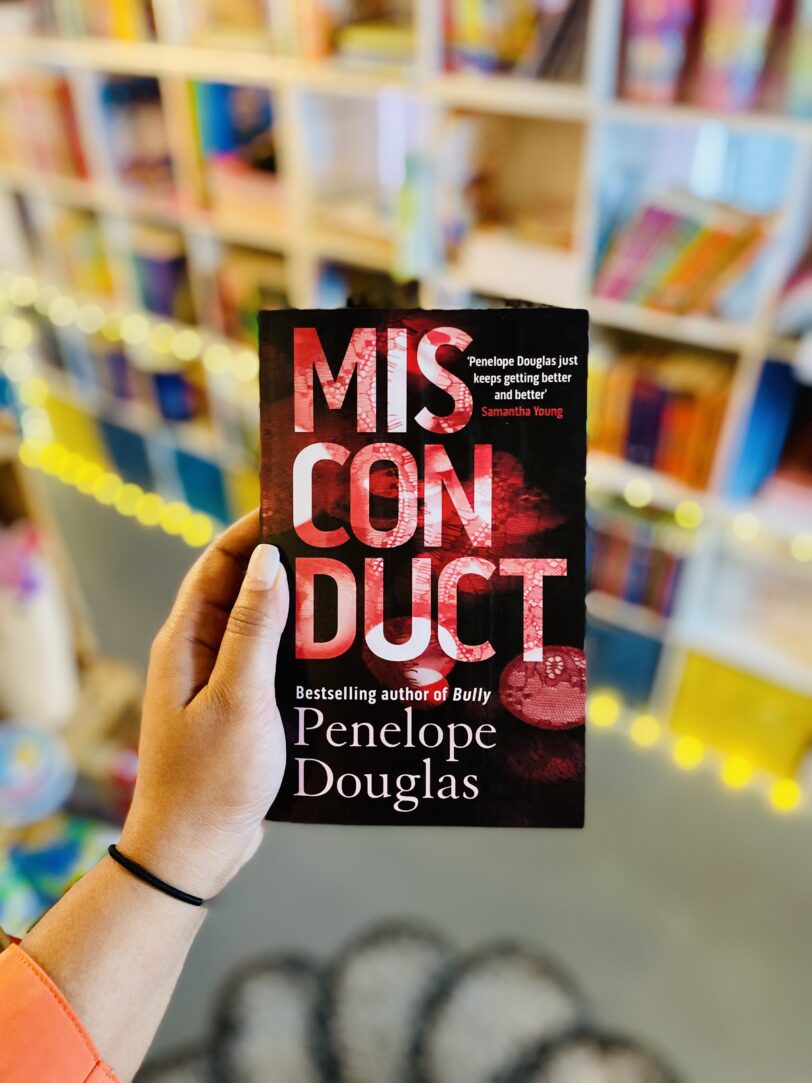 MIS
CON
DUCT
'Penelope Douglas just
keeps getting better
and better'
Samantha Young
Bestselling author of Bully
Penelope
Douglas